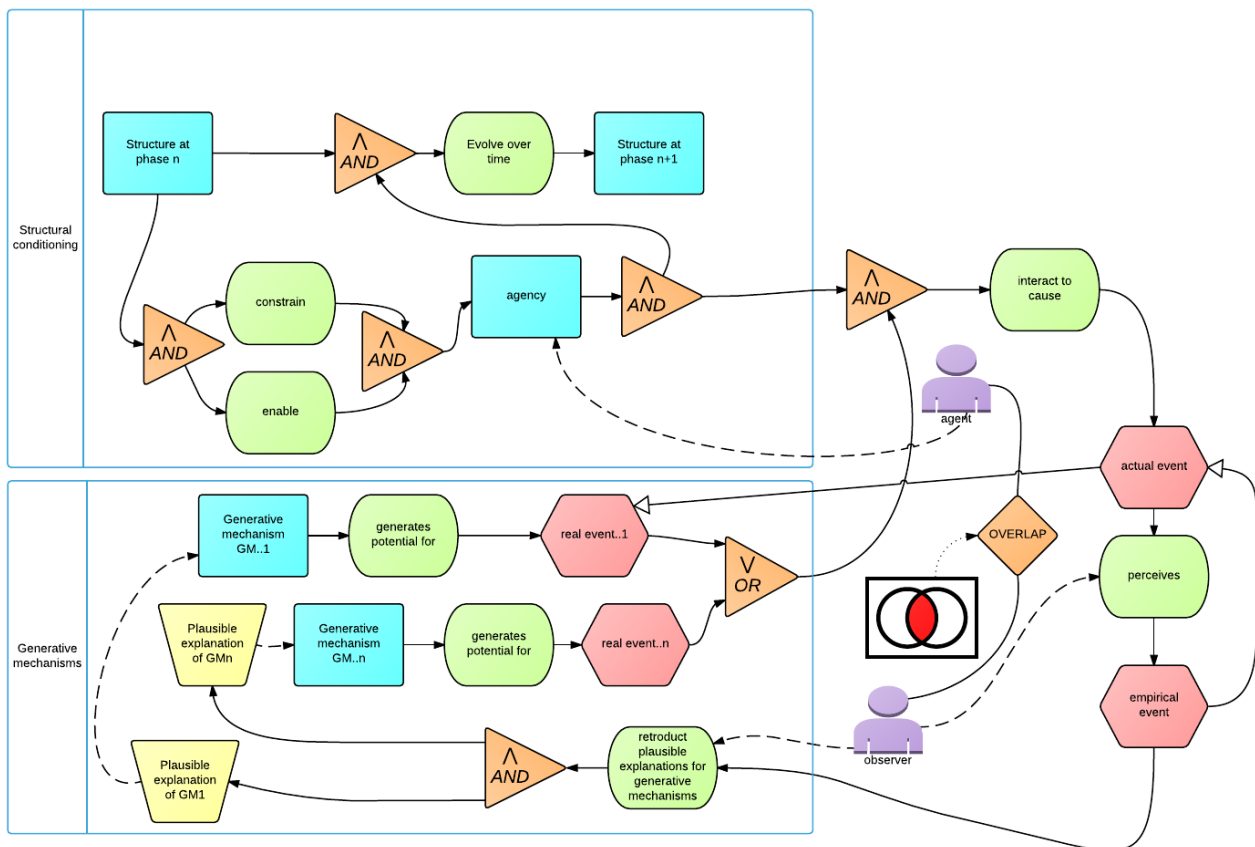 Structural
conditioning
Structure at
phase n
Λ
AND
Evolve over
time
Structure at
phase n+1
Λ
AND
constrain
enable
Λ
AND
agency
Λ
AND
Λ
AND
interact to
cause
agent
actual event
OVERLAP
perceives
empirical
event
observer
Generative
mechanisms
Generative
mechanism
GM..1
generates
potential for
real event..1
V
OR
Plausible
explanation
of GMn
Generative
mechanism
GM..n
generates
potential for
real event..n
Plausible
explanation
of GM1
Λ
AND
retroduct
plausible
explanations for
generative
mechanisms